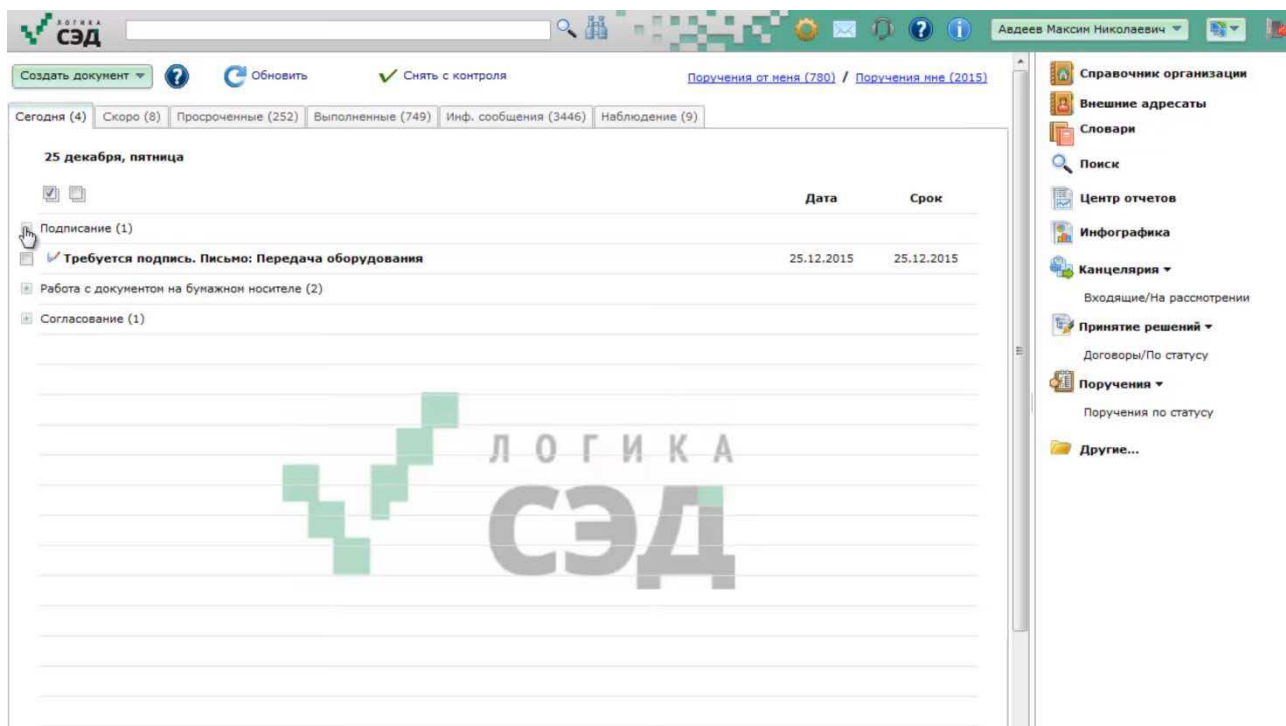 ЛОГИКА
СЭД
Авдеев Максим Николаевич
Создать документ
Обновить
Снять с контроля
Поручения от меня (780) / Поручения мне (2015)
Сегодня (4) Скоро (8) Просроченные (252) Выполненные (749) Инф. сообщения (3446) Наблюдение (9)
25 декабря, пятница
Дата Срок
Подписание (1)
Требуется подпись. Письмо: Передача оборудования 25.12.2015 25.12.2015
Работа с документом на бумажном носителе (2)
Согласование (1)
ЛОГИКА
СЭД
Справочник организации
Внешние адресаты
Словари
Поиск
Центр отчетов
Инфографика
Канцелярия
Входящие/На рассмотрении
Принятие решений
Договоры/По статусу
Поручения
Поручения по статусу
Другие...